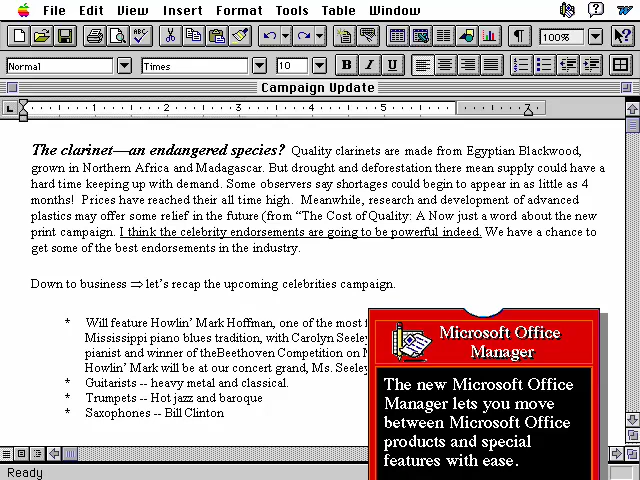 File Edit View Insert Format Tools Table Window
100%
Normal Times 10 B I U
Campaign Update
1 2 3 4 5 7
The clarinet—an endangered species? Quality clarinets are made from Egyptian Blackwood,
grown in Northern Africa and Madagascar. But drought and deforestation there mean supply could have a
hard time keeping up with demand. Some observers say shortages could begin to appear in as little as 4
months! Prices have reached their all time high. Meanwhile, research and development of advanced
plastics may offer some relief in the future (from “The Cost of Quality: A Now just a word about the new
print campaign. I think the celebrity endorsements are going to be powerful indeed. We have a chance to
get some of the best endorsements in the industry.
Down to business ⇒ let’s recap the upcoming celebrities campaign.
* Will feature Howlin’ Mark Hoffman, one of the most f
Mississippi piano blues tradition, with Carolyn Seeley
pianist and winner of theBeethoven Competition on M
Howlin’ Mark will be at our concert grand, Ms. Seeley
* Guitarists -- heavy metal and classical.
* Trumpets -- Hot jazz and baroque
* Saxophones -- Bill Clinton
Microsoft Office
Manager
The new Microsoft Office
Manager lets you move
between Microsoft Office
products and special
features with ease.
Ready